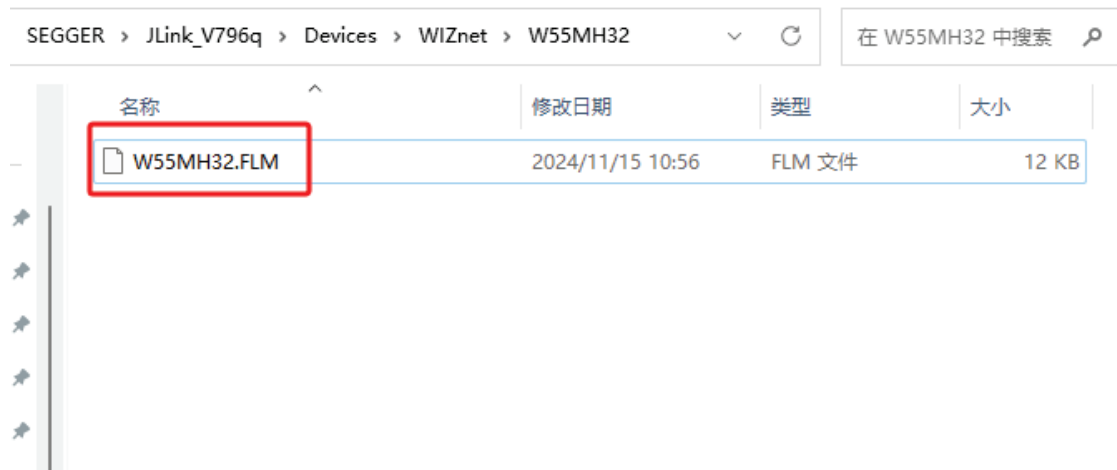 SEGGER › JLink_V796q › Devices › WIZnet › W55MH32 在 W55MH32 中搜索
名称 修改日期 类型 大小
W55MH32.FLM 2024/11/15 10:56 FLM 文件 12 KB